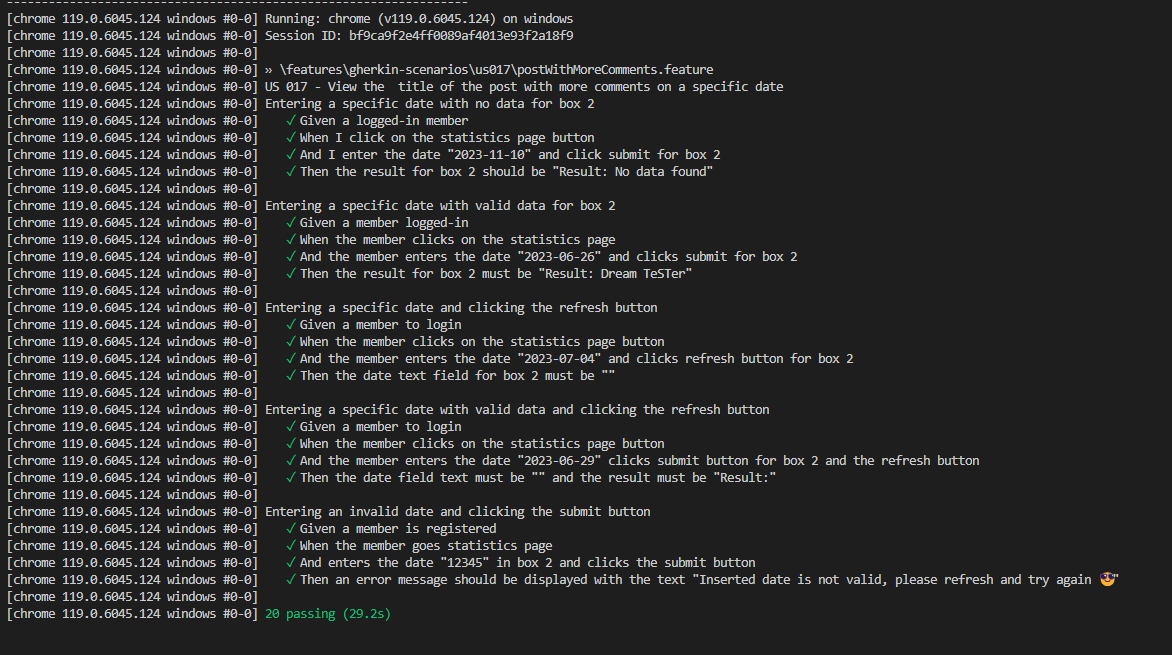 ------------------------------------------------------------------
[chrome 119.0.6045.124 windows #0-0] Running: chrome (v119.0.6045.124) on windows
[chrome 119.0.6045.124 windows #0-0] Session ID: bf9ca9f2e4ff0089af4013e93f2a18f9
[chrome 119.0.6045.124 windows #0-0]
[chrome 119.0.6045.124 windows #0-0] » \features\gherkin-scenarios\us017\postWithMoreComments.feature
[chrome 119.0.6045.124 windows #0-0] US 017 - View the  title of the post with more comments on a specific date
[chrome 119.0.6045.124 windows #0-0] Entering a specific date with no data for box 2
[chrome 119.0.6045.124 windows #0-0]    ✓ Given a logged-in member
[chrome 119.0.6045.124 windows #0-0]    ✓ When I click on the statistics page button
[chrome 119.0.6045.124 windows #0-0]    ✓ And I enter the date "2023-11-10" and click submit for box 2
[chrome 119.0.6045.124 windows #0-0]    ✓ Then the result for box 2 should be "Result: No data found"
[chrome 119.0.6045.124 windows #0-0]
[chrome 119.0.6045.124 windows #0-0] Entering a specific date with valid data for box 2
[chrome 119.0.6045.124 windows #0-0]    ✓ Given a member logged-in
[chrome 119.0.6045.124 windows #0-0]    ✓ When the member clicks on the statistics page
[chrome 119.0.6045.124 windows #0-0]    ✓ And the member enters the date "2023-06-26" and clicks submit for box 2
[chrome 119.0.6045.124 windows #0-0]    ✓ Then the result for box 2 must be "Result: Dream TeSTer"
[chrome 119.0.6045.124 windows #0-0]
[chrome 119.0.6045.124 windows #0-0] Entering a specific date and clicking the refresh button
[chrome 119.0.6045.124 windows #0-0]    ✓ Given a member to login
[chrome 119.0.6045.124 windows #0-0]    ✓ When the member clicks on the statistics page button
[chrome 119.0.6045.124 windows #0-0]    ✓ And the member enters the date "2023-07-04" and clicks refresh button for box 2
[chrome 119.0.6045.124 windows #0-0]    ✓ Then the date text field for box 2 must be ""
[chrome 119.0.6045.124 windows #0-0]
[chrome 119.0.6045.124 windows #0-0] Entering a specific date with valid data and clicking the refresh button
[chrome 119.0.6045.124 windows #0-0]    ✓ Given a member to login
[chrome 119.0.6045.124 windows #0-0]    ✓ When the member clicks on the statistics page button
[chrome 119.0.6045.124 windows #0-0]    ✓ And the member enters the date "2023-06-29" clicks submit button for box 2 and the refresh button
[chrome 119.0.6045.124 windows #0-0]    ✓ Then the date field text must be "" and the result must be "Result:"
[chrome 119.0.6045.124 windows #0-0]
[chrome 119.0.6045.124 windows #0-0] Entering an invalid date and clicking the submit button
[chrome 119.0.6045.124 windows #0-0]    ✓ Given a member is registered
[chrome 119.0.6045.124 windows #0-0]    ✓ When the member goes statistics page
[chrome 119.0.6045.124 windows #0-0]    ✓ And enters the date "12345" in box 2 and clicks the submit button
[chrome 119.0.6045.124 windows #0-0]    ✓ Then an error message should be displayed with the text "Inserted date is not valid, please refresh and try again 😎"
[chrome 119.0.6045.124 windows #0-0]
[chrome 119.0.6045.124 windows #0-0] 20 passing (29.2s)